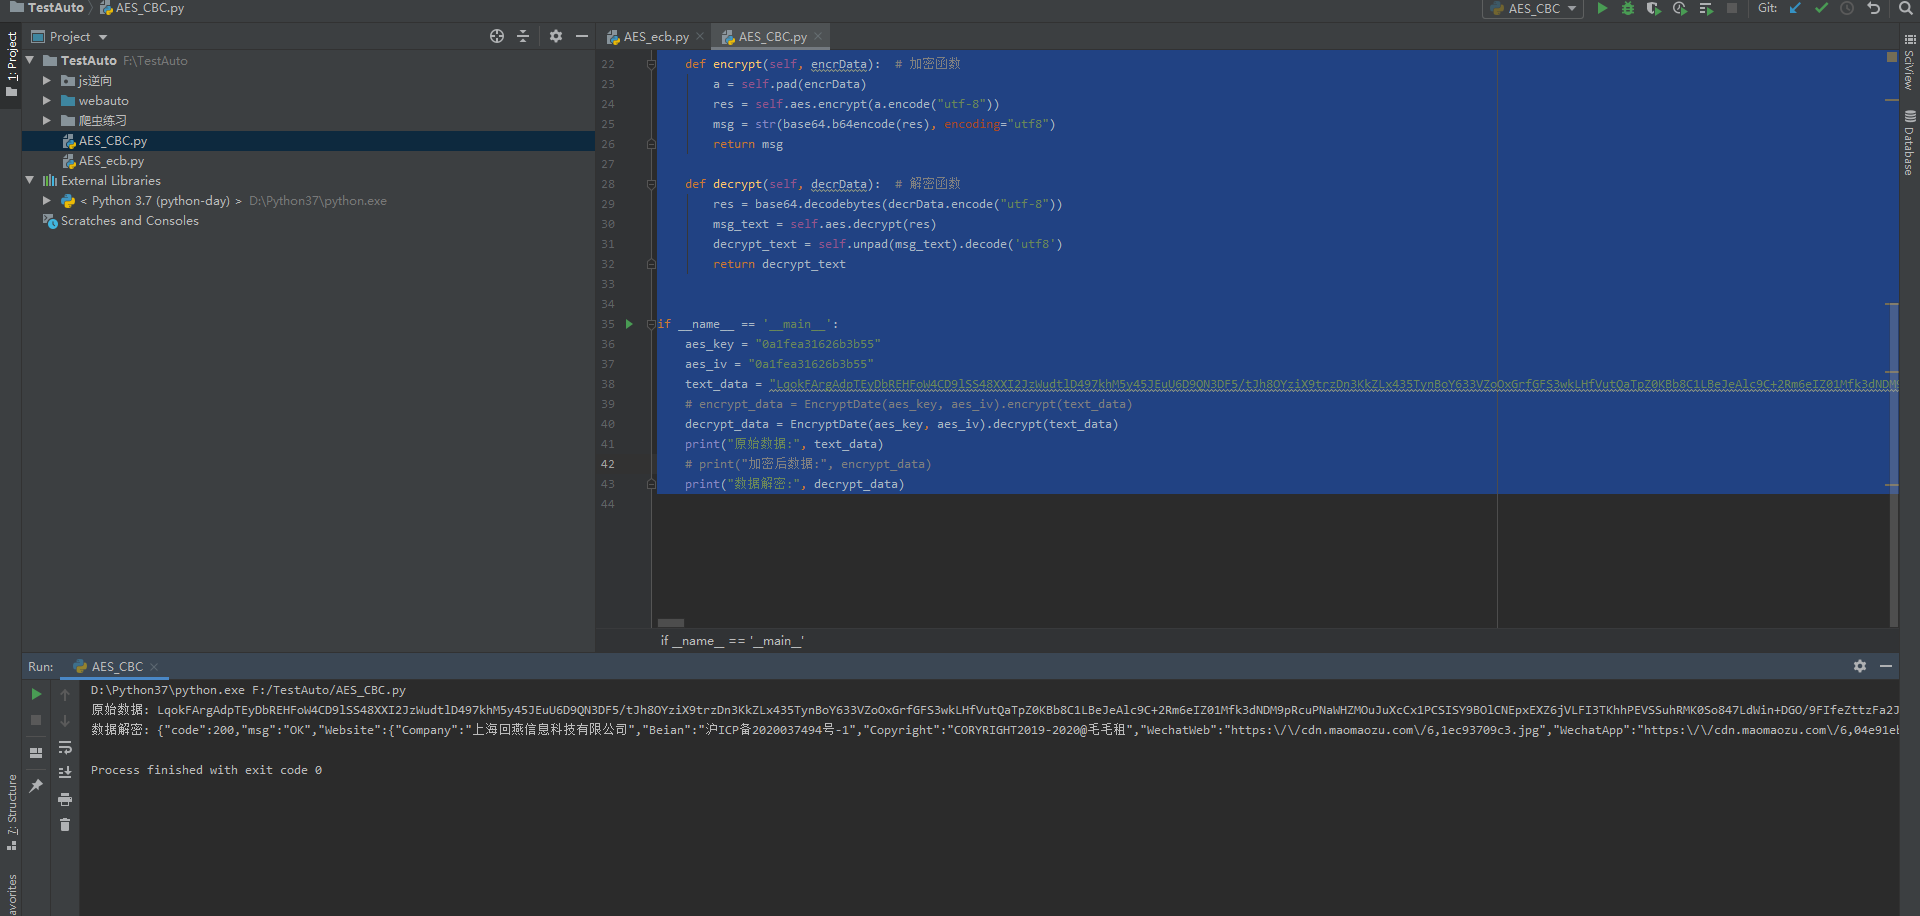 TestAuto AES_CBC.py
AES_CBC
Git:
Project
AES_ecb.py
AES_CBC.py
1: Project
TestAuto F:\TestAuto
js逆向
webauto
爬虫练习
AES_CBC.py
AES_ecb.py
External Libraries
< Python 3.7 (python-day) > D:\Python37\python.exe
Scratches and Consoles
22 def encrypt(self, encrData): # 加密函数
23 a = self.pad(encrData)
24 res = self.aes.encrypt(a.encode("utf-8"))
25 msg = str(base64.b64encode(res), encoding="utf8")
26 return msg
27
28 def decrypt(self, decrData): # 解密函数
29 res = base64.decodebytes(decrData.encode("utf-8"))
30 msg_text = self.aes.decrypt(res)
31 decrypt_text = self.unpad(msg_text).decode('utf8')
32 return decrypt_text
33
34
35 if __name__ == '__main__':
36 aes_key = "0a1fea31626b3b55"
37 aes_iv = "0a1fea31626b3b55"
38 text_data = "LqokFArgAdpTEyDbREHFoW4CD9lSS48XXI2JzWudtlD497khM5y45JEuU6D9QN3DF5/tJh8OYziX9trzDn3KkZLx435TynBoY633VZoOxGrfGFS3wkLHfVutQaTpZ0KBb8C1LBeJeAlc9C+2Rm6eIZ01Mfk3dNDM9
39 # encrypt_data = EncryptDate(aes_key, aes_iv).encrypt(text_data)
40 decrypt_data = EncryptDate(aes_key, aes_iv).decrypt(text_data)
41 print("原始数据:", text_data)
42 # print("加密后数据:", encrypt_data)
43 print("数据解密:", decrypt_data)
44
if __name__ == '__main__'
SciView
Database
Run: AES_CBC
D:\Python37\python.exe F:/TestAuto/AES_CBC.py
原始数据: LqokFArgAdpTEyDbREHFoW4CD9lSS48XXI2JzWudtlD497khM5y45JEuU6D9QN3DF5/tJh8OYziX9trzDn3KkZLx435TynBoY633VZoOxGrfGFS3wkLHfVutQaTpZ0KBb8C1LBeJeAlc9C+2Rm6eIZ01Mfk3dNDM9pRcuPNaWHZMOuJuXcCx1PCSISY9BOlCNEpxEXZ6jVLFI3TKhhPEVSSuhRMK0So847LdWin+DGO/9FIfeZttzFa2J
数据解密: {"code":200,"msg":"OK","Website":{"Company":"上海回燕信息科技有限公司","Beian":"沪ICP备2020037494号-1","Copyright":"CORYRIGHT2019-2020@毛毛租","WechatWeb":"https:\/\/cdn.maomaozu.com\/6,1ec93709c3.jpg","WechatApp":"https:\/\/cdn.maomaozu.com\/6,04e91eb
Process finished with exit code 0
7: Structure
avorites